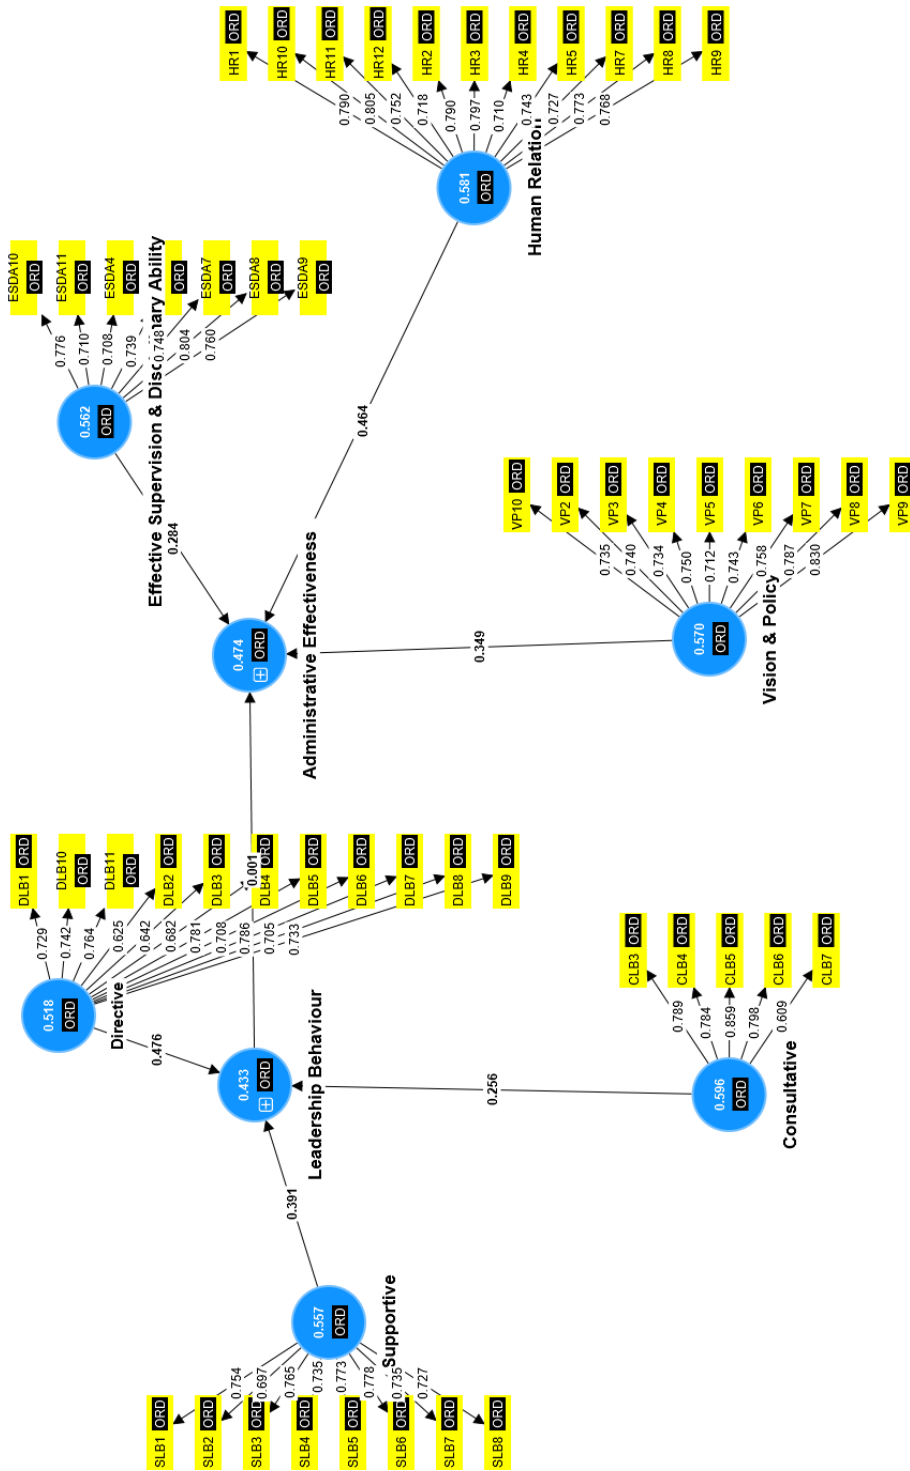 SLB1 ORD
SLB2 ORD
SLB3 ORD
SLB4 ORD
SLB5 ORD
SLB6 ORD
SLB7 ORD
SLB8 ORD
0.754
0.697
0.765
0.735
0.773
0.778
0.735
0.727
0.557
ORD
Supportive
0.391
DLB1 ORD
DLB10 ORD
DLB11 ORD
DLB2 ORD
DLB3 ORD
DLB4 ORD
DLB5 ORD
DLB6 ORD
DLB7 ORD
DLB8 ORD
DLB9 ORD
0.729
0.742
0.764
0.625
0.642
0.682
0.781
0.708
0.786
0.705
0.733
0.518
ORD
Directive
0.476
0.433
ORD
Leadership Behaviour
0.256
0.596
ORD
Consultative
0.789
0.784
0.859
0.798
0.609
CLB3 ORD
CLB4 ORD
CLB5 ORD
CLB6 ORD
CLB7 ORD
0.001
0.474
ORD
Administrative Effectiveness
0.284
0.562
ORD
Effective Supervision & Ability
0.776
0.710
0.708
0.739
0.748
0.804
0.760
ESDA10 ORD
ESDA11 ORD
ESDA4 ORD
ORD
ESDA7 ORD
ESDA8 ORD
ESDA9 ORD
0.349
0.570
ORD
Vision & Policy
0.735
0.740
0.734
0.750
0.712
0.743
0.758
0.787
0.830
VP10 ORD
VP2 ORD
VP3 ORD
VP4 ORD
VP5 ORD
VP6 ORD
VP7 ORD
VP8 ORD
VP9 ORD
0.464
0.581
ORD
Human Relation
0.790
0.805
0.752
0.718
0.790
0.797
0.710
0.743
0.727
0.773
0.768
HR1 ORD
HR10 ORD
HR11 ORD
HR12 ORD
HR2 ORD
HR3 ORD
HR4 ORD
HR5 ORD
HR7 ORD
HR8 ORD
HR9 ORD